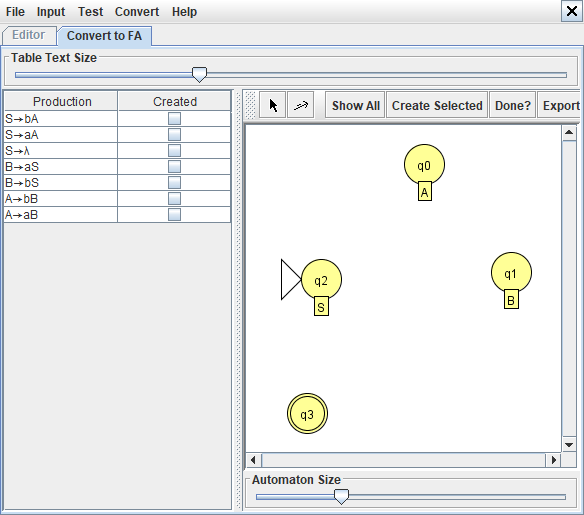 File Input Test Convert Help
Editor Convert to FA
Table Text Size
Production Created
S→bA
S→aA
S→λ
B→aS
B→bS
A→bB
A→aB
Show All Create Selected Done? Export
q0
A
q1
B
q2
S
q3
Automaton Size